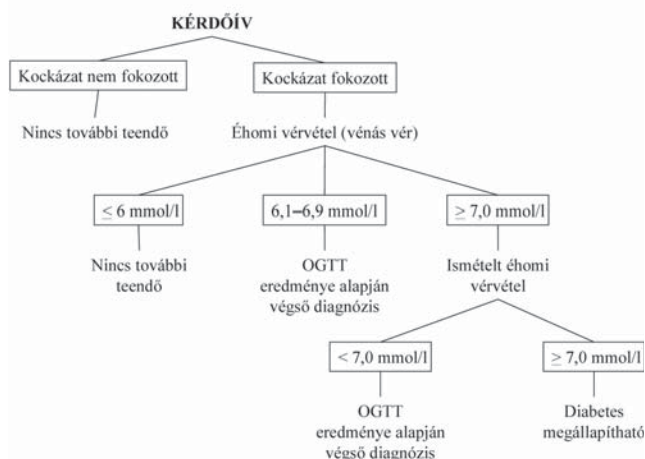 KÉRDŐÍV
Kockázat nem fokozott
Kockázat fokozott
Nincs további teendő
Éhomi vérvétel (vénás vér)
≤ 6 mmol/l
6,1–6,9 mmol/l
≥ 7,0 mmol/l
Nincs további
teendő
OGTT
eredménye alapján
végső diagnózis
Ismételt éhomi
vérvétel
< 7,0 mmol/l
≥ 7,0 mmol/l
OGTT
eredménye alapján
végső diagnózis
Diabetes
megállapítható